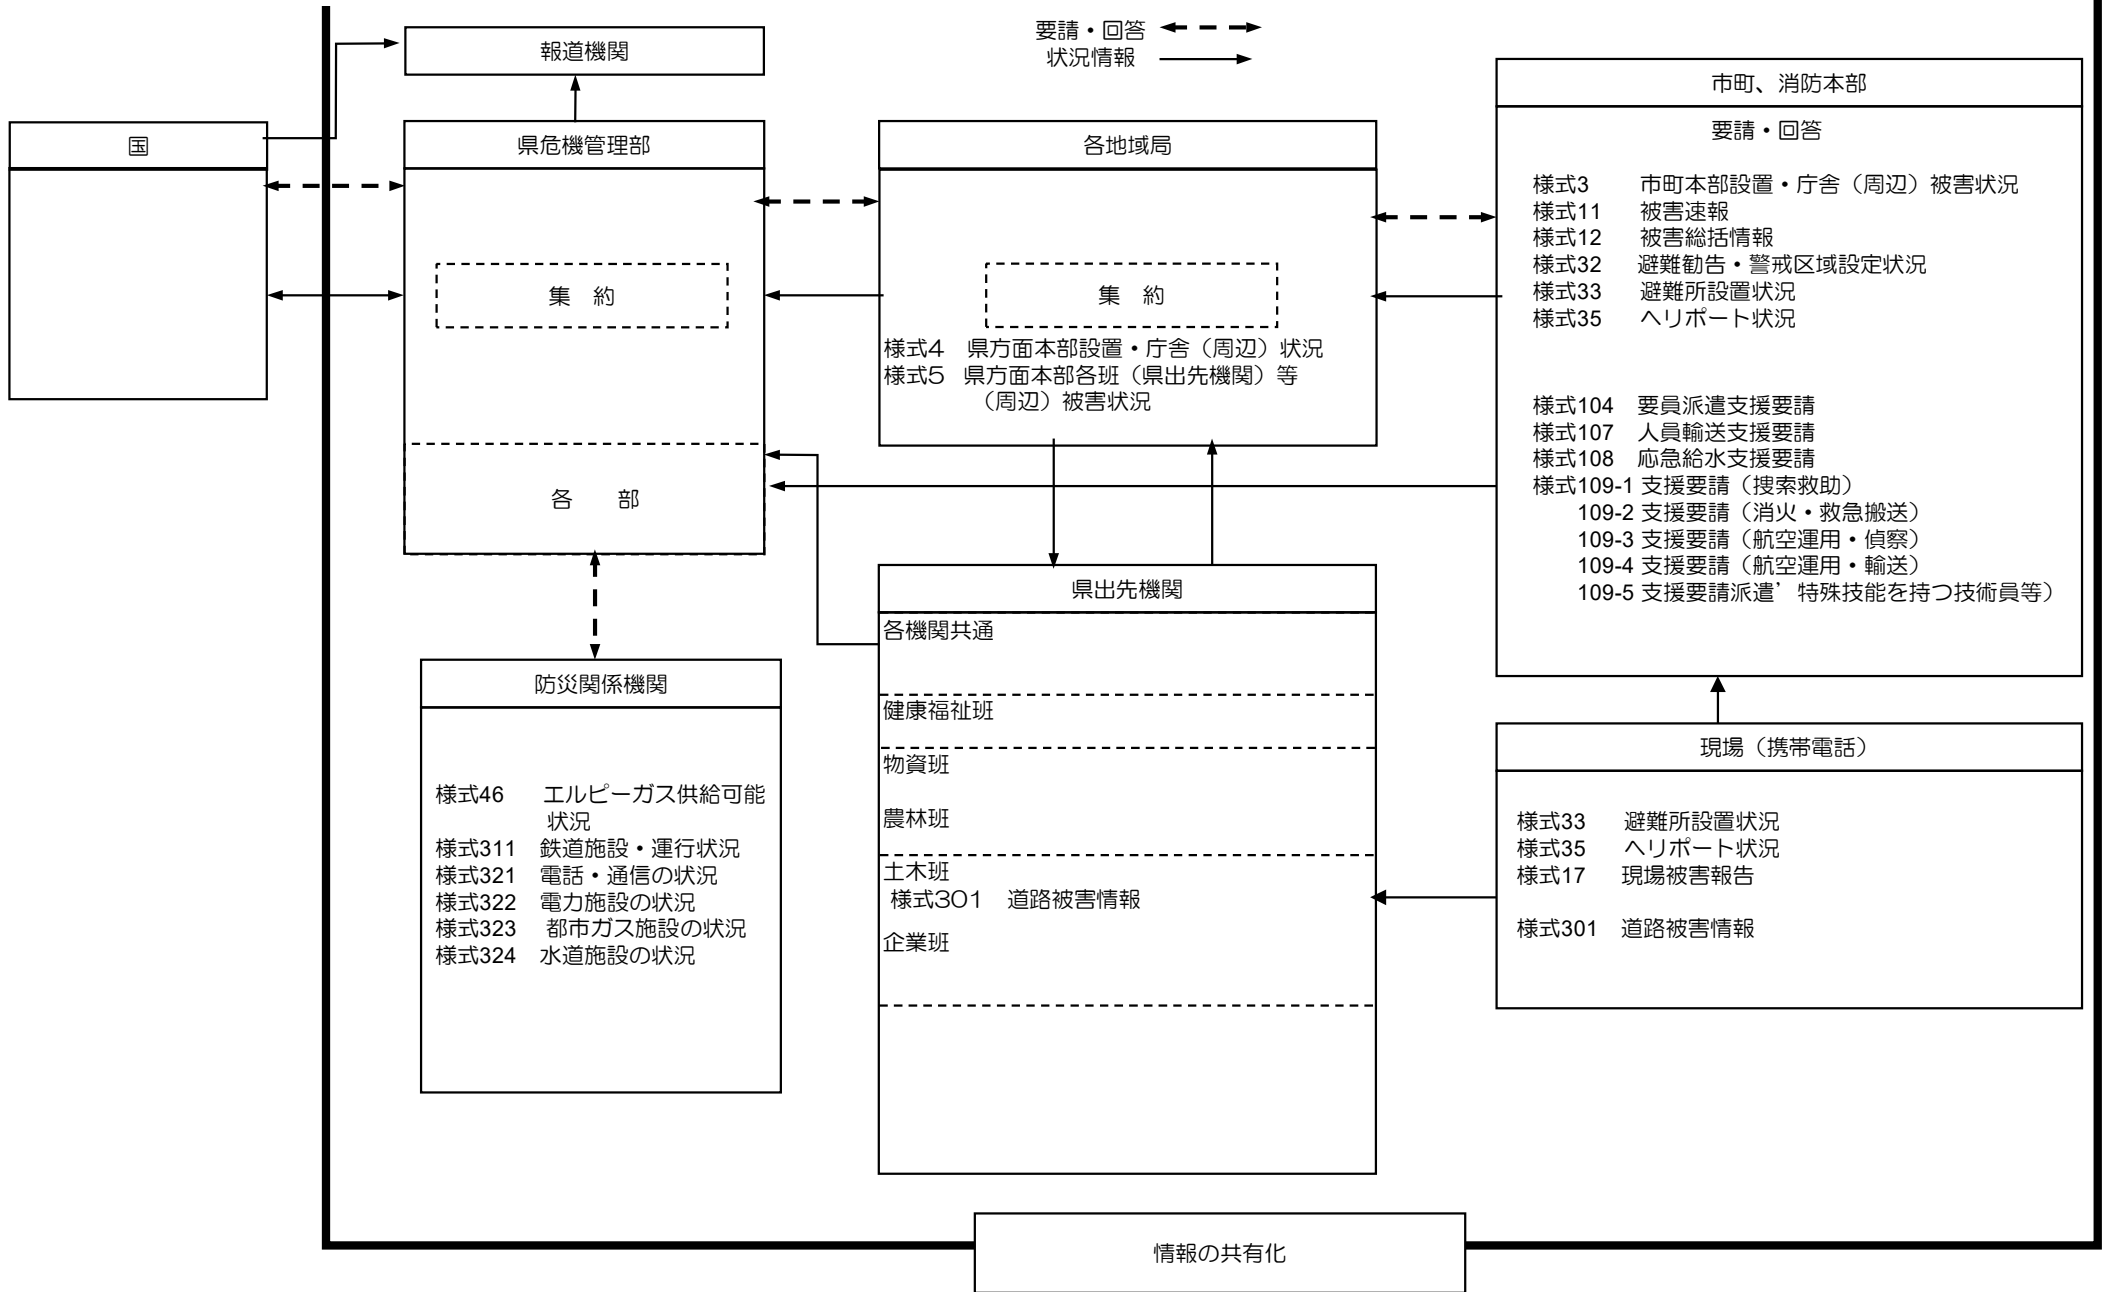 要請・回答
状況情報
報道機関
国
県危機管理部
集　約
各　　部
各地域局
集　約
様式4　県方面本部設置・庁舎（周辺）状況
様式5　県方面本部各班（県出先機関）等
（周辺）被害状況
市町、消防本部
要請・回答
様式3　　市町本部設置・庁舎（周辺）被害状況
様式11　　被害速報
様式12　　被害総括情報
様式32　　避難勧告・警戒区域設定状況
様式33　　避難所設置状況
様式35　　ヘリポート状況
様式104　要員派遣支援要請
様式107　人員輸送支援要請
様式108　応急給水支援要請
様式109-1 支援要請（捜索救助）
109-2 支援要請（消火・救急搬送）
109-3 支援要請（航空運用・偵察）
109-4 支援要請（航空運用・輸送）
109-5 支援要請派遣’特殊技能を持つ技術員等）
防災関係機関
様式46　　エルピーガス供給可能
状況
様式311　鉄道施設・運行状況
様式321　電話・通信の状況
様式322　電力施設の状況
様式323　都市ガス施設の状況
様式324　水道施設の状況
県出先機関
各機関共通
健康福祉班
物資班
農林班
土木班
様式301　道路被害情報
企業班
現場（携帯電話）
様式33　　避難所設置状況
様式35　　ヘリポート状況
様式17　　現場被害報告
様式301　道路被害情報
情報の共有化